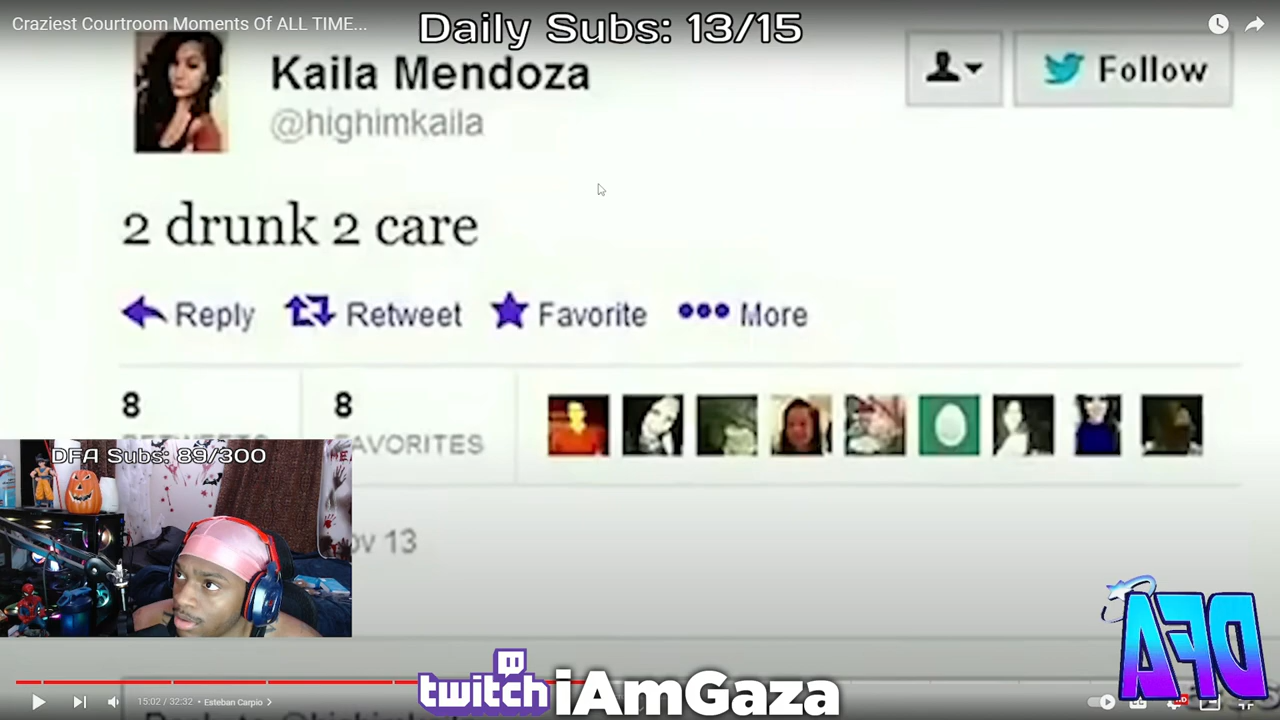 Craziest Courtroom Moments Of ALL TIME...
Daily Subs: 13/15
Kaila Mendoza
@highimkaila
Follow
2 drunk 2 care
Reply Retweet Favorite More
8 8
FAVORITES
DFA Subs: 89/300
ov 13
DFA
twitch iAmGaza
15:02 / 32:32 • Esteban Carpio >